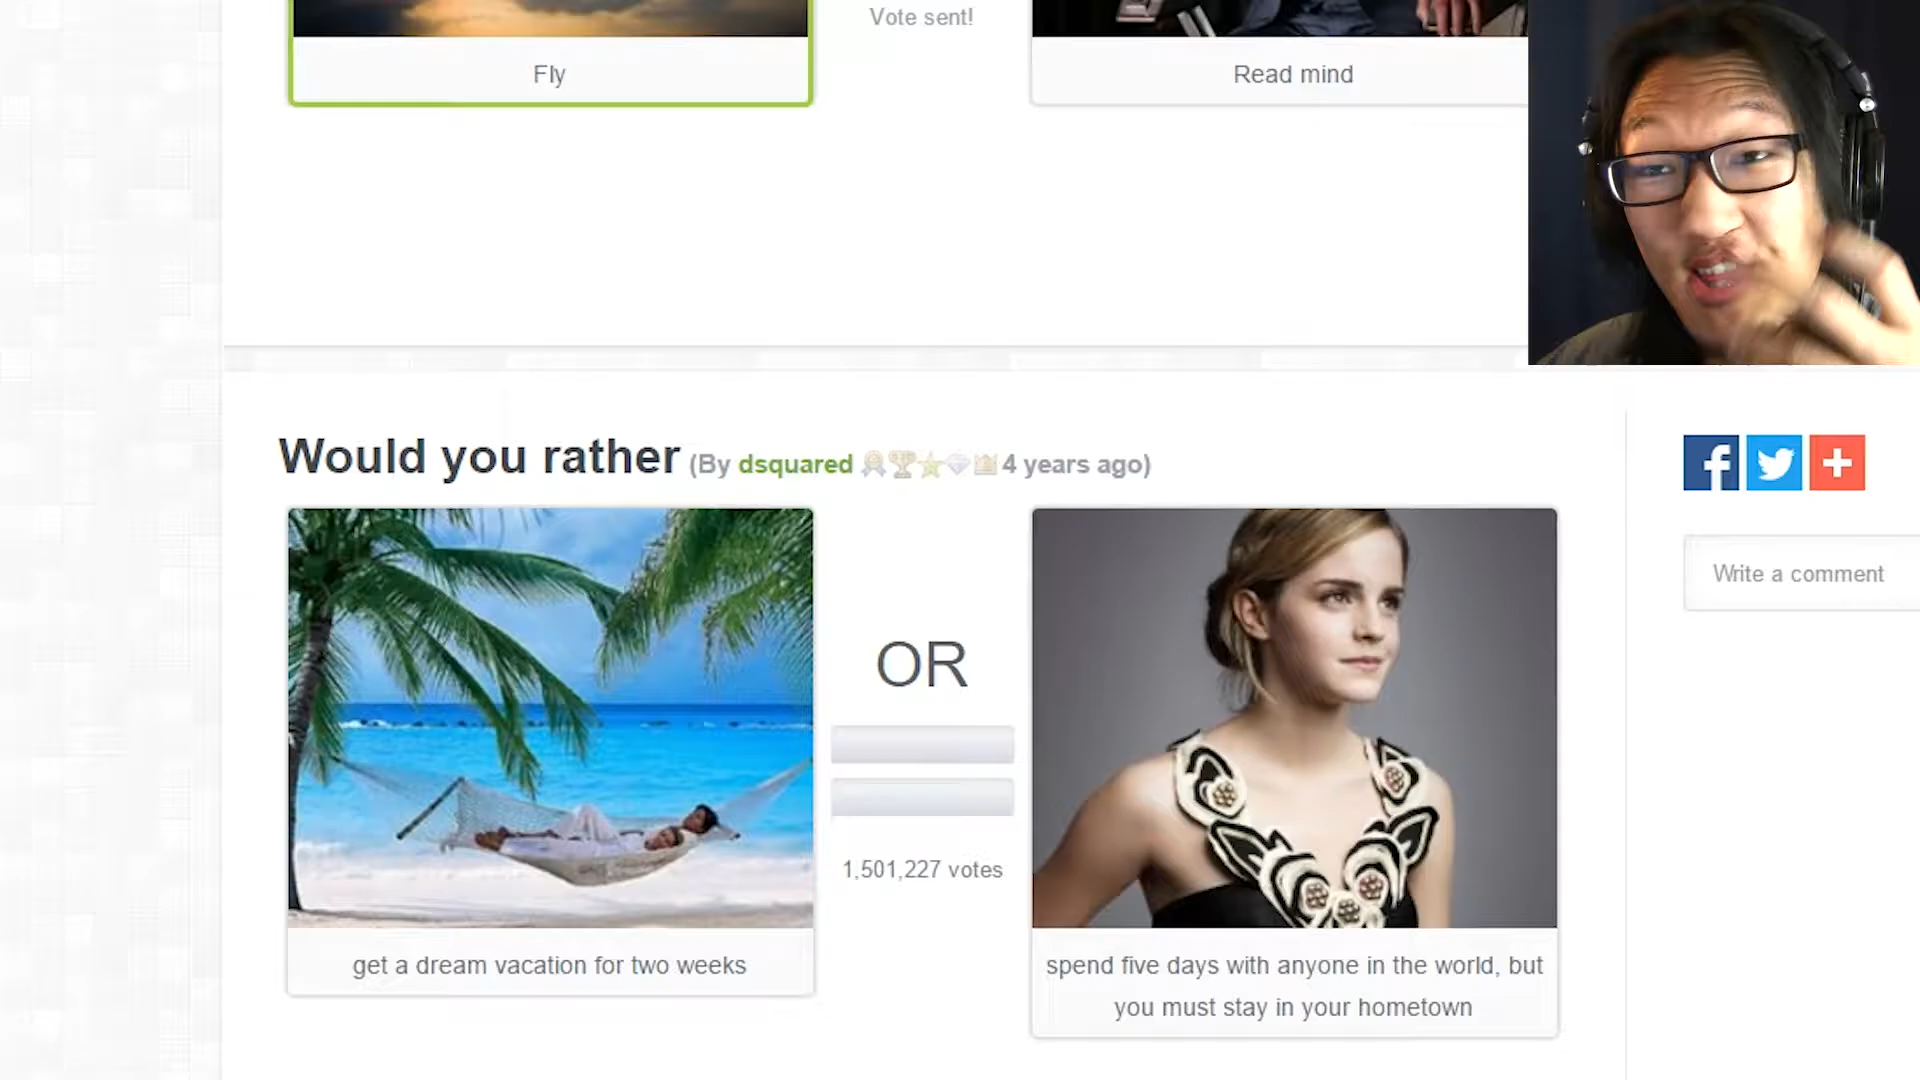 Vote sent!
Fly
Read mind
Would you rather (By dsquared 4 years ago)
OR
1,501,227 votes
get a dream vacation for two weeks
spend five days with anyone in the world, but
you must stay in your hometown
Write a comment